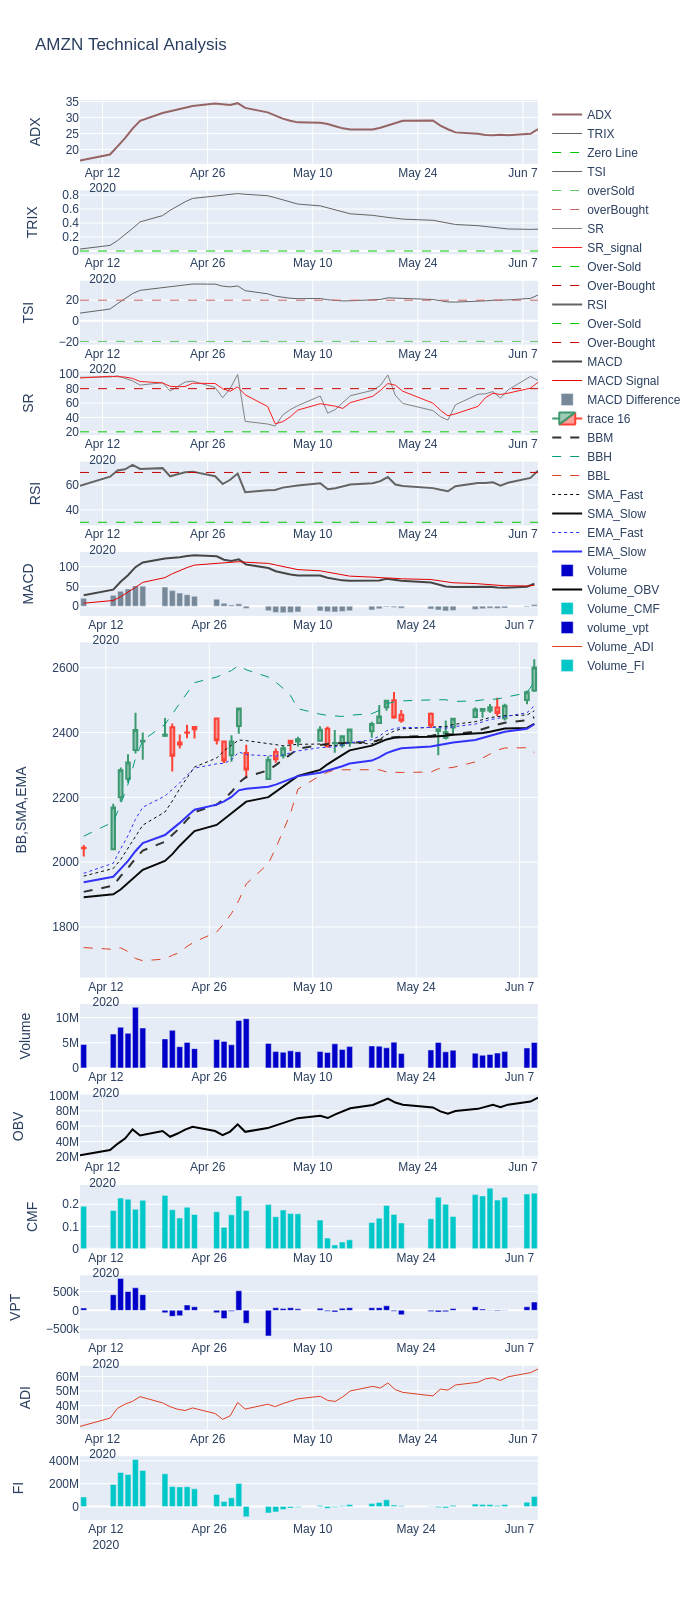 AMZN Technical Analysis
35
30
25
20
ADX
Apr 12
2020
Apr 26
May 10
May 24
Jun 7
0.8
0.6
0.4
0.2
0
TRIX
Apr 12
2020
Apr 26
May 10
May 24
Jun 7
20
0
−20
TSI
Apr 12
2020
Apr 26
May 10
May 24
Jun 7
100
80
60
40
20
SR
Apr 12
2020
Apr 26
May 10
May 24
Jun 7
60
40
RSI
Apr 12
2020
Apr 26
May 10
May 24
Jun 7
100
50
0
MACD
Apr 12
2020
Apr 26
May 10
May 24
Jun 7
2600
2400
2200
2000
1800
BB,SMA,EMA
Apr 12
2020
Apr 26
May 10
May 24
Jun 7
10M
5M
0
Volume
Apr 12
2020
Apr 26
May 10
May 24
Jun 7
100M
80M
60M
40M
20M
OBV
Apr 12
2020
Apr 26
May 10
May 24
Jun 7
0.2
0.1
0
CMF
Apr 12
2020
Apr 26
May 10
May 24
Jun 7
500k
0
−500k
VPT
Apr 12
2020
Apr 26
May 10
May 24
Jun 7
60M
50M
40M
30M
ADI
Apr 12
2020
Apr 26
May 10
May 24
Jun 7
400M
200M
0
FI
Apr 12
2020
Apr 26
May 10
May 24
Jun 7
ADX
TRIX
Zero Line
TSI
overSold
overBought
SR
SR_signal
Over-Sold
Over-Bought
RSI
Over-Sold
Over-Bought
MACD
MACD Signal
MACD Difference
trace 16
BBM
BBH
BBL
SMA_Fast
SMA_Slow
EMA_Fast
EMA_Slow
Volume
Volume_OBV
Volume_CMF
volume_vpt
Volume_ADI
Volume_FI